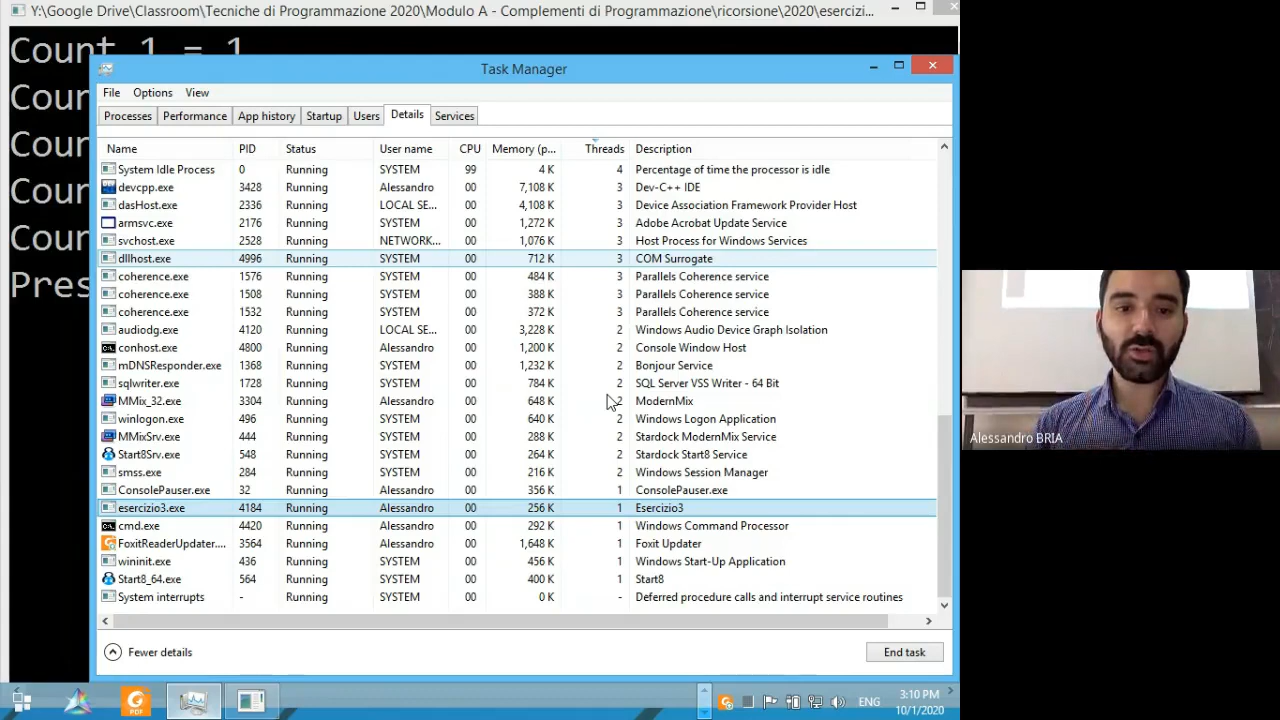 Y:\Google Drive\Classroom\Tecniche di Programmazione 2020\Modulo A - Complementi di Programmazione\ricorsione\2020\esercizi...
Count 1 = 1
Coun
Coun
Coun
Coun
Pres
Task Manager
File Options View
Processes Performance App history Startup Users Details Services
Name PID Status User name CPU Memory (p... Threads Description
System Idle Process 0 Running SYSTEM 99 4 K 4 Percentage of time the processor is idle
devcpp.exe 3428 Running Alessandro 00 7,108 K 3 Dev-C++ IDE
dasHost.exe 2336 Running LOCAL SE... 00 4,108 K 3 Device Association Framework Provider Host
armsvc.exe 2176 Running SYSTEM 00 1,272 K 3 Adobe Acrobat Update Service
svchost.exe 2528 Running NETWORK... 00 1,076 K 3 Host Process for Windows Services
dllhost.exe 4996 Running SYSTEM 00 712 K 3 COM Surrogate
coherence.exe 1576 Running SYSTEM 00 484 K 3 Parallels Coherence service
coherence.exe 1508 Running SYSTEM 00 388 K 3 Parallels Coherence service
coherence.exe 1532 Running SYSTEM 00 372 K 3 Parallels Coherence service
audiodg.exe 4120 Running LOCAL SE... 00 3,228 K 2 Windows Audio Device Graph Isolation
conhost.exe 4800 Running Alessandro 00 1,200 K 2 Console Window Host
mDNSResponder.exe 1368 Running SYSTEM 00 1,232 K 2 Bonjour Service
sqlwriter.exe 1728 Running SYSTEM 00 784 K 2 SQL Server VSS Writer - 64 Bit
MMix_32.exe 3304 Running Alessandro 00 648 K 2 ModernMix
winlogon.exe 496 Running SYSTEM 00 640 K 2 Windows Logon Application
MMixSrv.exe 444 Running SYSTEM 00 288 K 2 Stardock ModernMix Service
Start8Srv.exe 548 Running SYSTEM 00 264 K 2 Stardock Start8 Service
smss.exe 284 Running SYSTEM 00 216 K 2 Windows Session Manager
ConsolePauser.exe 32 Running Alessandro 00 356 K 1 ConsolePauser.exe
esercizio3.exe 4184 Running Alessandro 00 256 K 1 Esercizio3
cmd.exe 4420 Running Alessandro 00 292 K 1 Windows Command Processor
FoxitReaderUpdater.... 3564 Running Alessandro 00 1,648 K 1 Foxit Updater
wininit.exe 436 Running SYSTEM 00 456 K 1 Windows Start-Up Application
Start8_64.exe 564 Running SYSTEM 00 400 K 1 Start8
System interrupts - Running SYSTEM 00 0 K - Deferred procedure calls and interrupt service routines
Fewer details End task
Alessandro BRIA
PDF
ENG
3:10 PM
10/1/2020